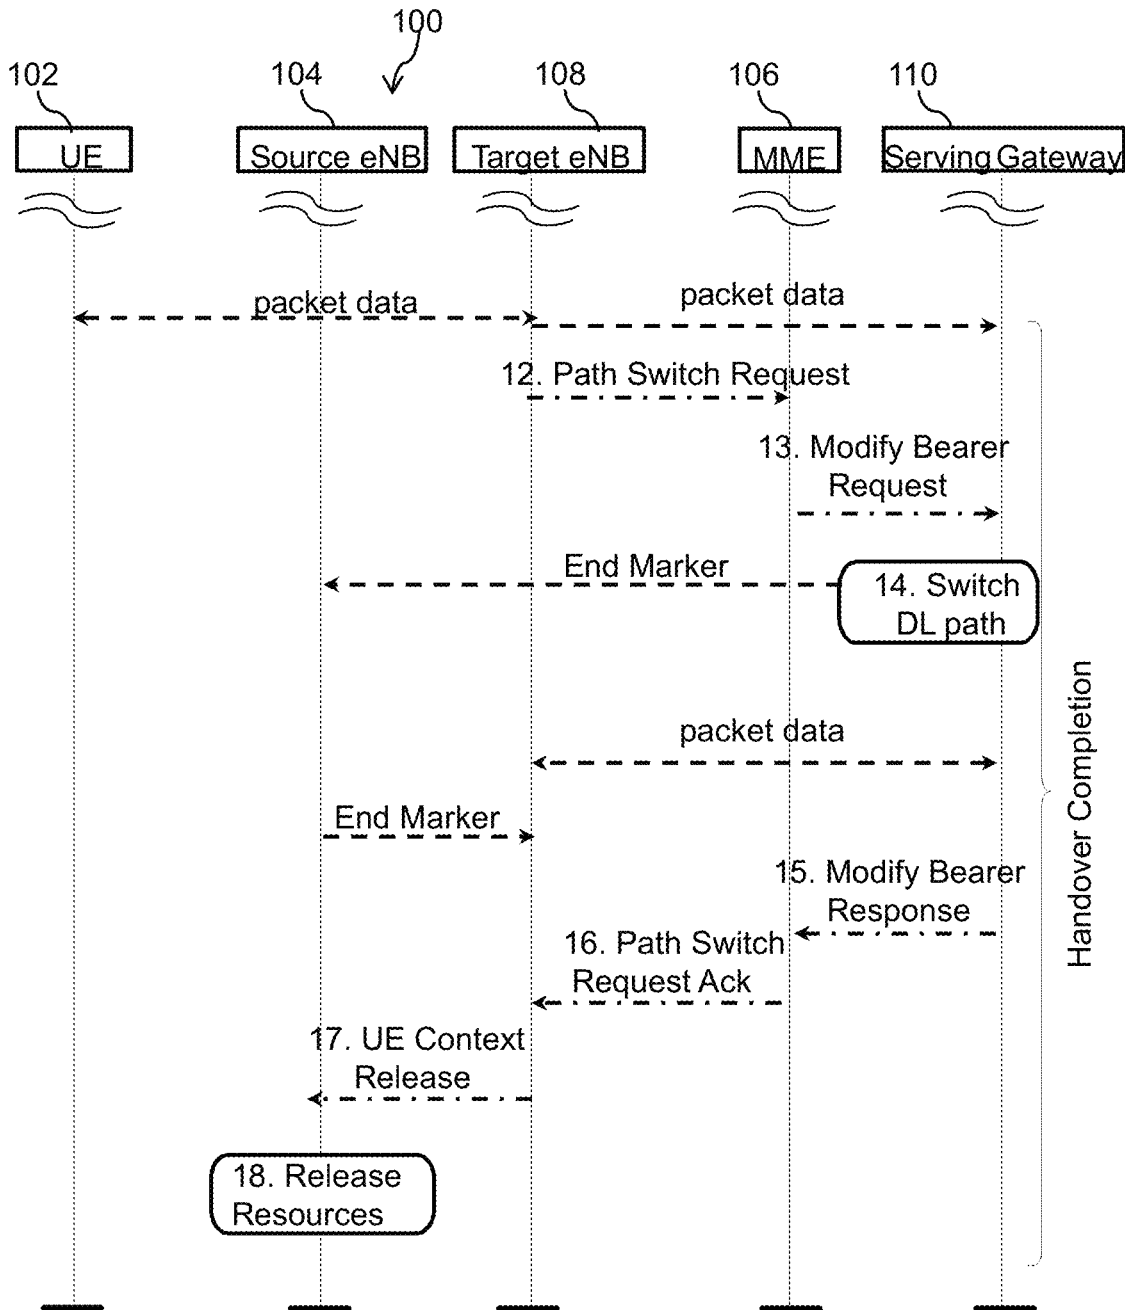 100
102
104
108
106
110
UE
Source eNB
Target eNB
MME
Serving Gateway
packet data
packet data
12. Path Switch Request
13. Modify Bearer
Request
End Marker
14. Switch
DL path
packet data
End Marker
15. Modify Bearer
Response
16. Path Switch
Request Ack
17. UE Context
Release
18. Release
Resources
Handover Completion